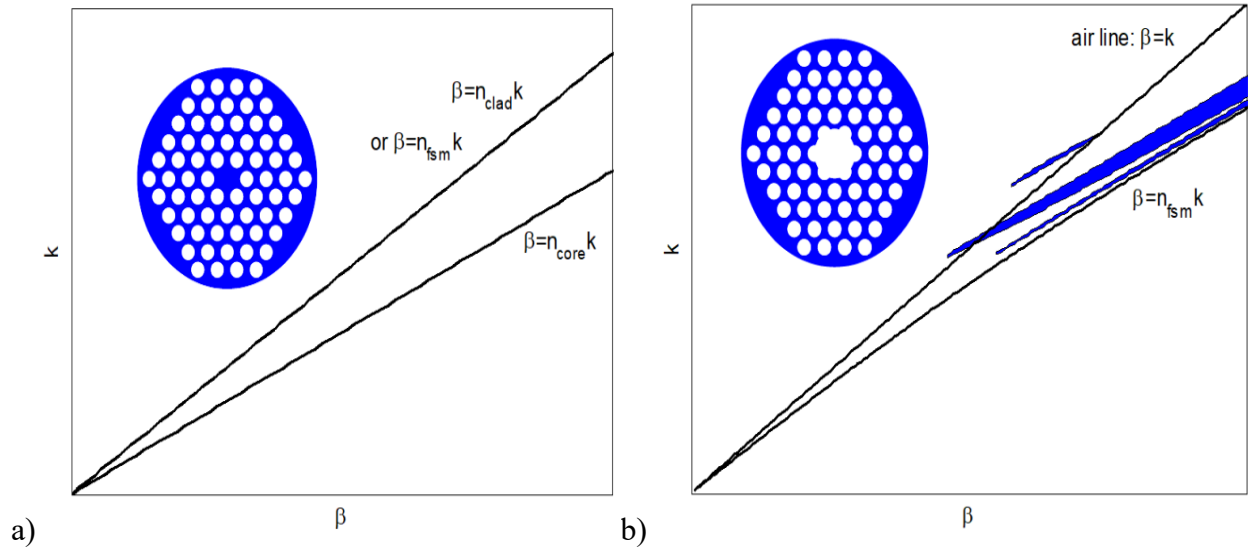 β=n_clad k
or β=n_fsm k
β=n_core k
k
β
a)
air line: β=k
β=n_fsm k
k
β
b)